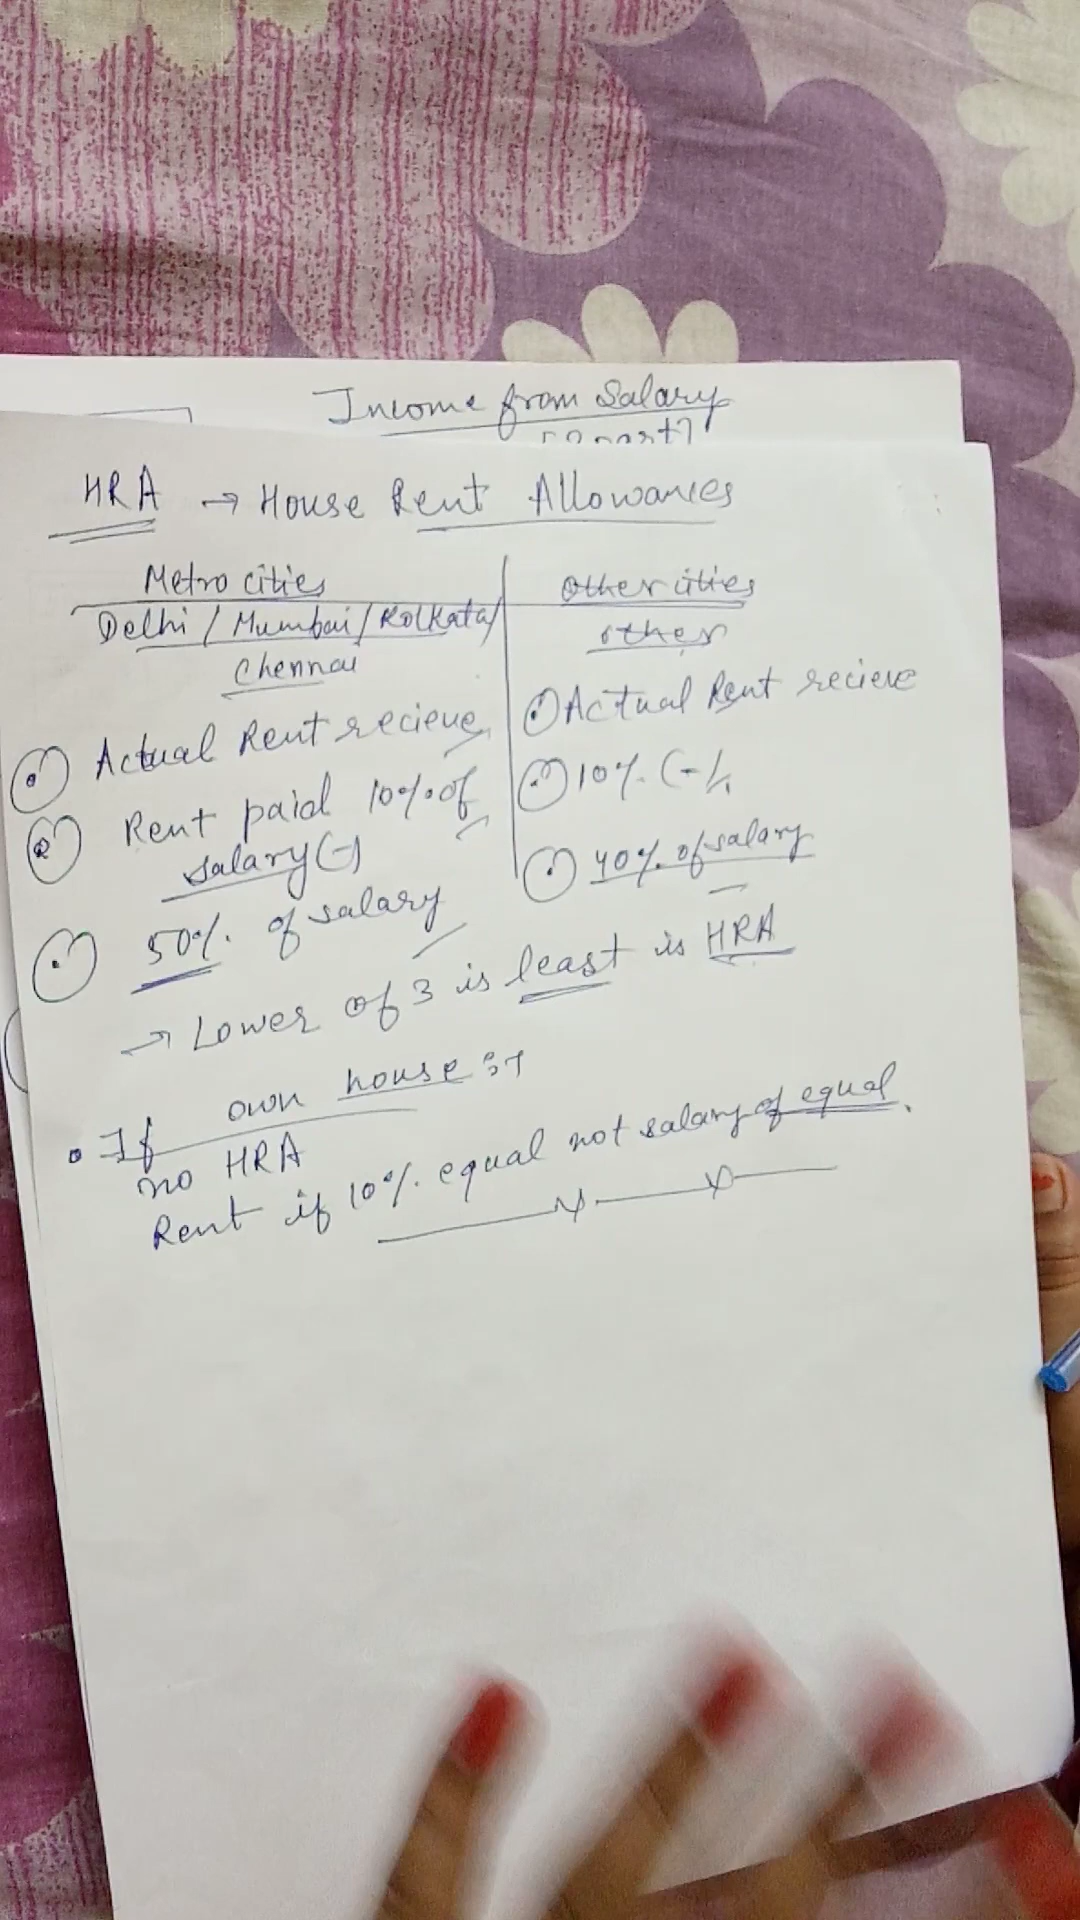 Income from Salary
HRA → House Rent Allowances
Metro cities
Delhi / Mumbai / Kolkata /
Chennai
Actual Rent recieve
② Rent paid 10% of
salary (-)
50% of salary
Other cities
other
Actual Rent recieve
10% (-)
40% of salary
→ Lower of 3 is least is HRA
• If own house :-
no HRA
Rent if 10% equal not salary of equal.